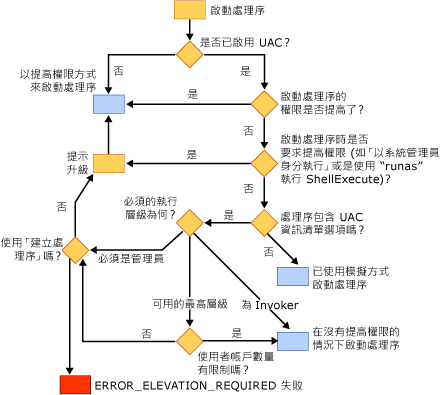 啟動處理序
是否已啟用 UAC？
否
是
以提高權限方式
來啟動處理序
是
啟動處理序的
權限是否提高了？
否
提示
升級
是
啟動處理序時是否
要求提高權限 (如「以系統管理員
身分執行」或是使用 “runas”
執行 ShellExecute)?
否
必須的執行
層級為何？
是
處理序包含 UAC
資訊清單選項嗎？
否
否
使用「建立處
理序」嗎？
必須是管理員
已使用模擬方式
啟動處理序
可用的最高層級
為 Invoker
否
是
在沒有提高權限的
情況下啟動處理序
使用者帳戶數量
有限制嗎？
是
ERROR_ELEVATION_REQUIRED 失敗